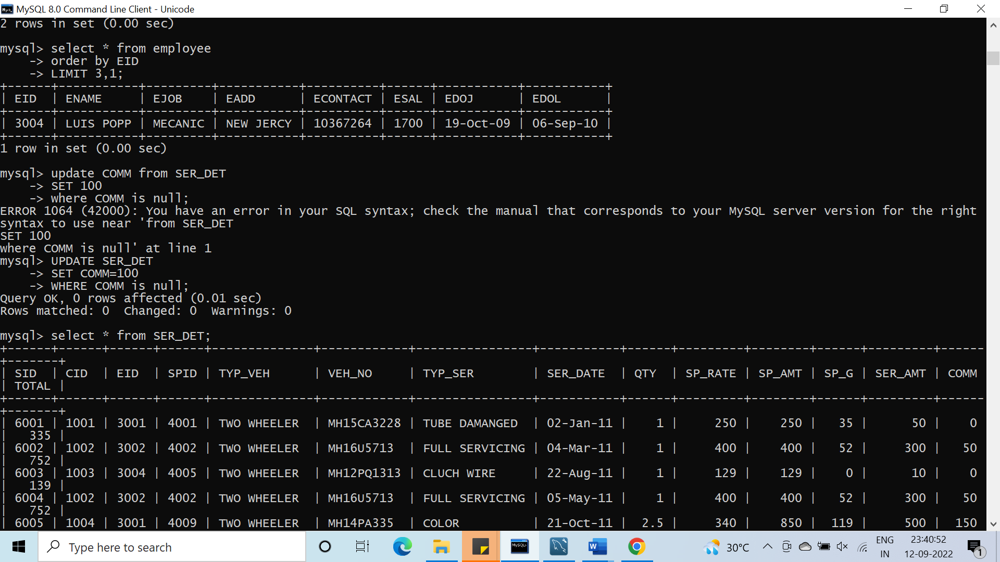 MySQL 8.0 Command Line Client - Unicode
2 rows in set (0.00 sec)
mysql> select * from employee
    -> order by EID
    -> LIMIT 3,1;
+------+-----------+---------+-----------+----------+------+-----------+-----------+
| EID  | ENAME     | EJOB    | EADD      | ECONTACT | ESAL | EDOJ      | EDOL      |
+------+-----------+---------+-----------+----------+------+-----------+-----------+
| 3004 | LUIS POPP | MECANIC | NEW JERCY | 10367264 | 1700 | 19-Oct-09 | 06-Sep-10 |
+------+-----------+---------+-----------+----------+------+-----------+-----------+
1 row in set (0.00 sec)
mysql> update COMM from SER_DET
    -> SET 100
    -> where COMM is null;
ERROR 1064 (42000): You have an error in your SQL syntax; check the manual that corresponds to your MySQL server version for the right
syntax to use near 'from SER_DET
SET 100
where COMM is null' at line 1
mysql> UPDATE SER_DET
    -> SET COMM=100
    -> WHERE COMM is null;
Query OK, 0 rows affected (0.01 sec)
Rows matched: 0  Changed: 0  Warnings: 0
mysql> select * from SER_DET;
+------+------+------+------+--------------+------------+----------------+-----------+------+---------+--------+------+---------+------
+-------+
| SID  | CID  | EID  | SPID | TYP_VEH      | VEH_NO     | TYP_SER        | SER_DATE  | QTY  | SP_RATE | SP_AMT | SP_G | SER_AMT | COMM
| TOTAL |
+------+------+------+------+--------------+------------+----------------+-----------+------+---------+--------+------+---------+------
+-------+
| 6001 | 1001 | 3001 | 4001 | TWO WHEELER  | MH15CA3228 | TUBE DAMANGED  | 02-Jan-11 |    1 |     250 |    250 |   35 |      50 |    0
|   335 |
| 6002 | 1002 | 3002 | 4002 | TWO WHEELER  | MH16U5713  | FULL SERVICING | 04-Mar-11 |    1 |     400 |    400 |   52 |     300 |   50
|   752 |
| 6003 | 1003 | 3004 | 4005 | TWO WHEELER  | MH12PQ1313 | CLUCH WIRE     | 22-Aug-11 |    1 |     129 |    129 |    0 |      10 |    0
|   139 |
| 6004 | 1002 | 3002 | 4002 | TWO WHEELER  | MH16U5713  | FULL SERVICING | 05-May-11 |    1 |     400 |    400 |   52 |     300 |   50
|   752 |
| 6005 | 1004 | 3001 | 4009 | TWO WHEELER  | MH14PA335  | COLOR          | 21-Oct-11 |  2.5 |     340 |    850 |  119 |     500 |  150
Type here to search
MySQL>
W
30°C
ENG
IN
23:40:52
12-09-2022
1